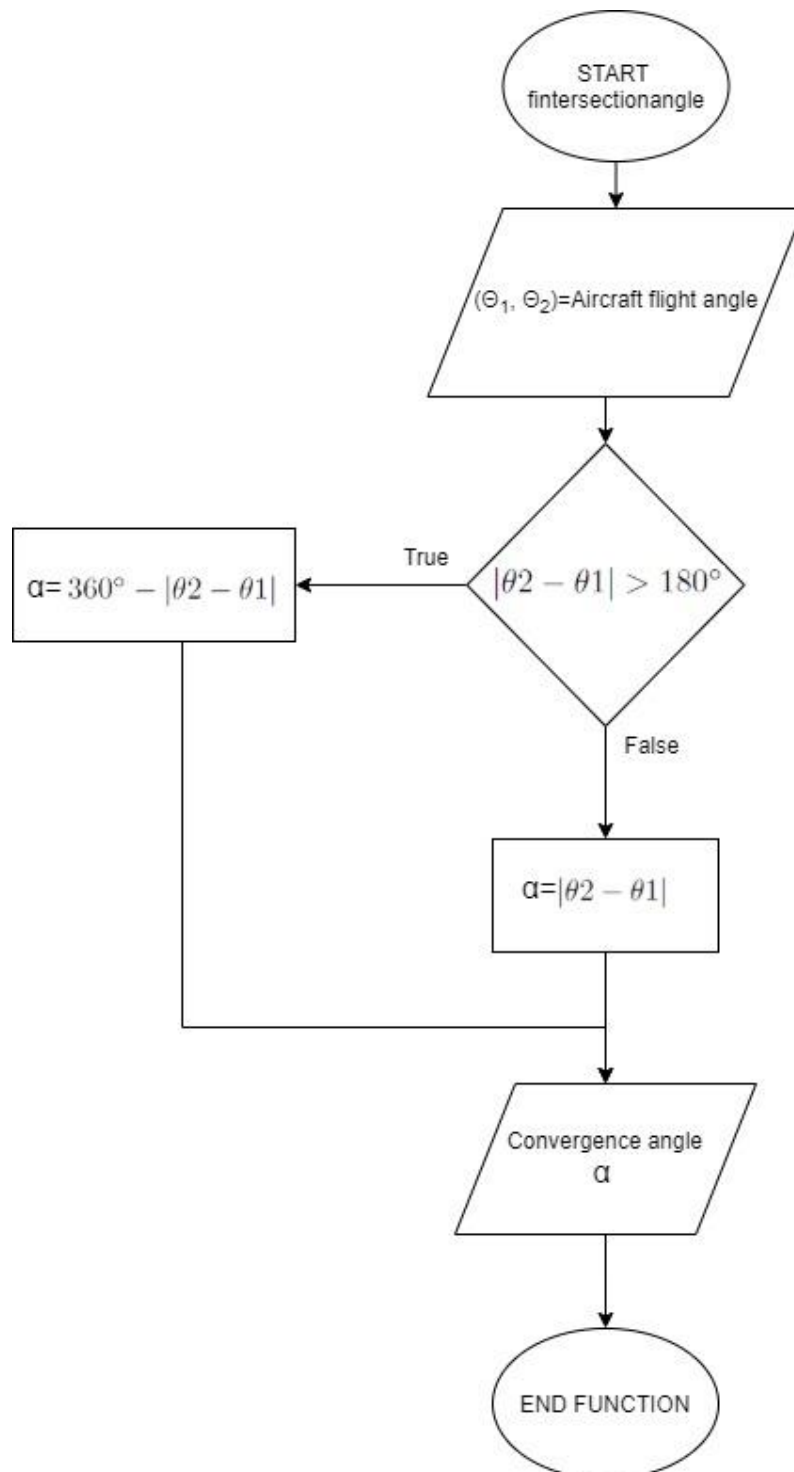 START
fintersectionangle
(Θ₁, Θ₂)=Aircraft flight angle
True
|θ2 − θ1| > 180°
α= 360° − |θ2 − θ1|
False
α=|θ2 − θ1|
Convergence angle
α
END FUNCTION